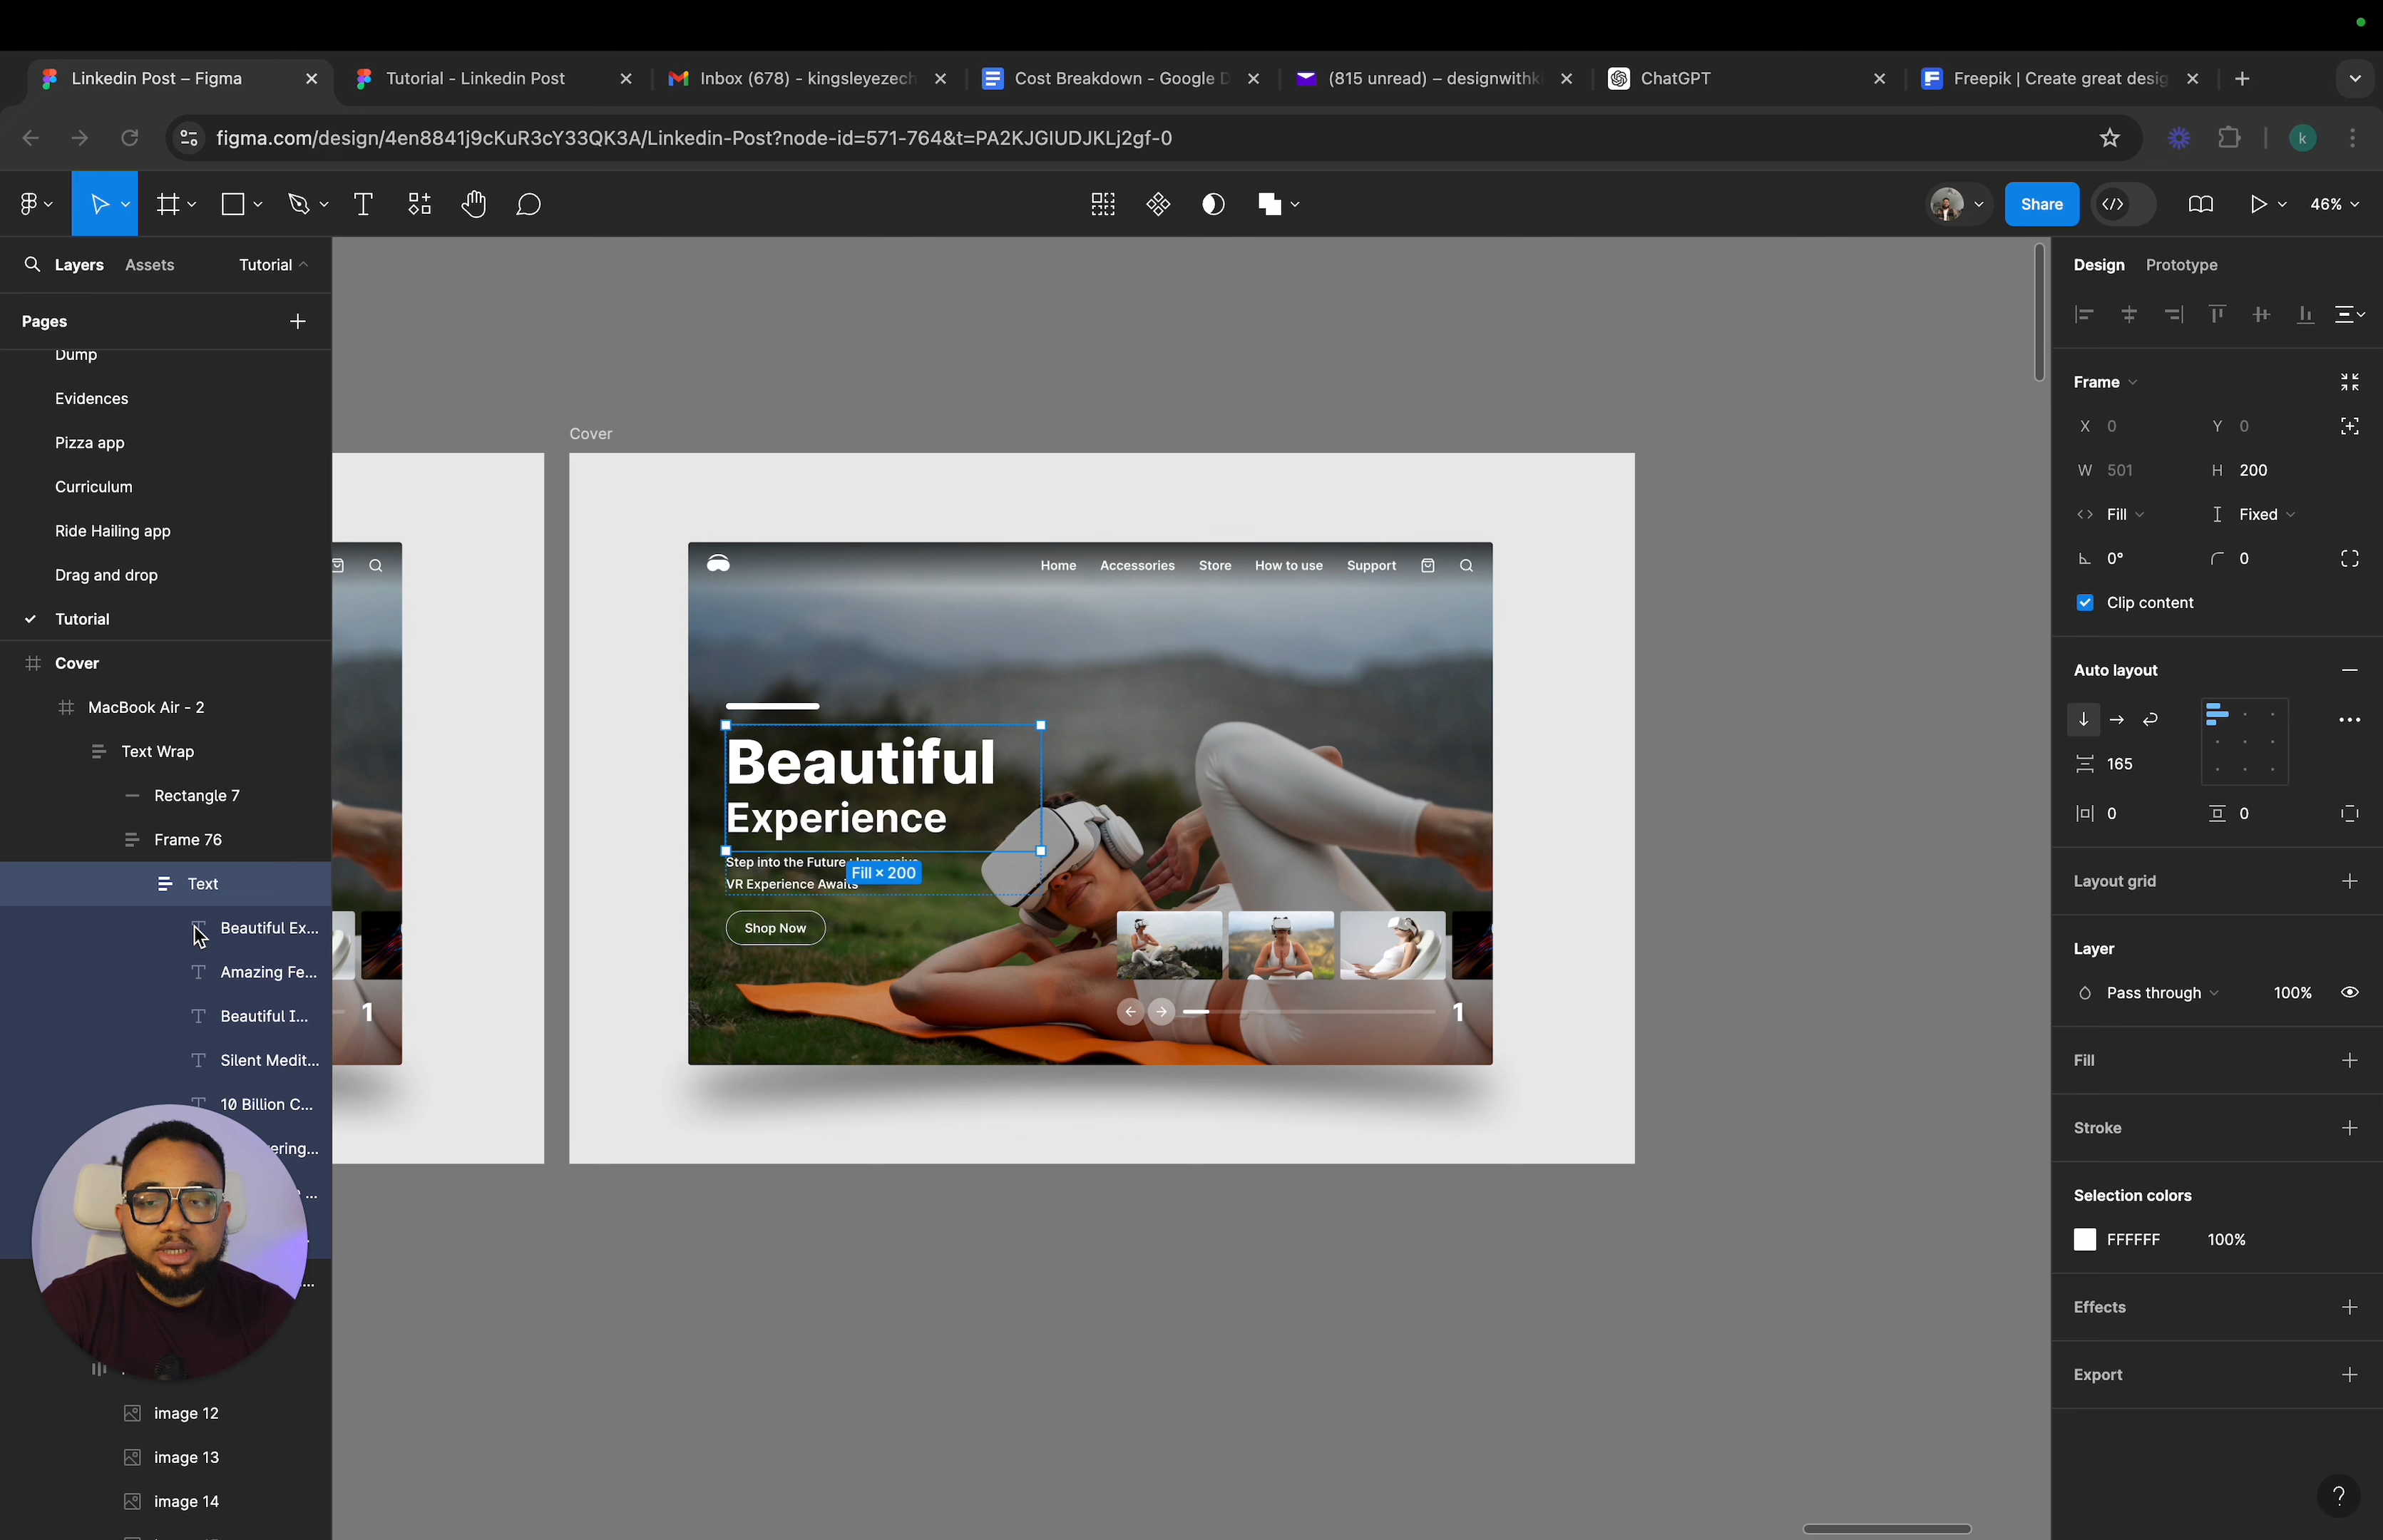 Linkedin Post – Figma
Tutorial - Linkedin Post
Inbox (678) - kingsleyezech
Cost Breakdown - Google D
(815 unread) – designwithki
ChatGPT
Freepik | Create great desig
figma.com/design/4en8841j9cKuR3cY33QK3A/Linkedin-Post?node-id=571-764&t=PA2KJGIUDJKLj2gf-0
k
Share
46%
Layers
Assets
Tutorial
Pages
Dump
Evidences
Pizza app
Curriculum
Ride Hailing app
Drag and drop
Tutorial
Cover
MacBook Air - 2
Text Wrap
Rectangle 7
Frame 76
Text
Beautiful Ex...
Amazing Fe...
Beautiful I...
Silent Medit...
10 Billion C...
ering...
image 12
image 13
image 14
1
Cover
Home
Accessories
Store
How to use
Support
Beautiful
Experience
Step into the Future
VR Experience Awaits
Fill × 200
Shop Now
1
Design
Prototype
Frame
X 0
Y 0
W 501
H 200
Fill
Fixed
0°
0
Clip content
Auto layout
165
0
0
Layout grid
Layer
Pass through
100%
Fill
Stroke
Selection colors
FFFFFF
100%
Effects
Export
?